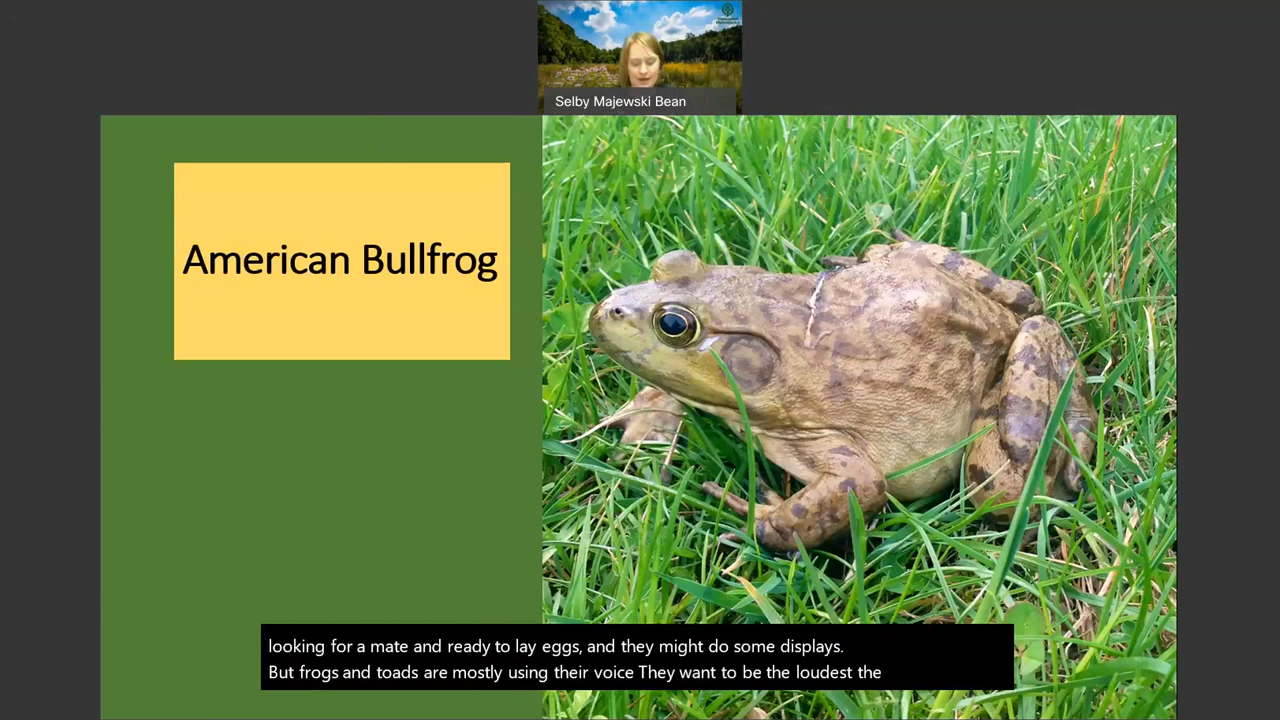 Selby Majewski Bean
American Bullfrog
looking for a mate and ready to lay eggs, and they might do some displays.
But frogs and toads are mostly using their voice They want to be the loudest the